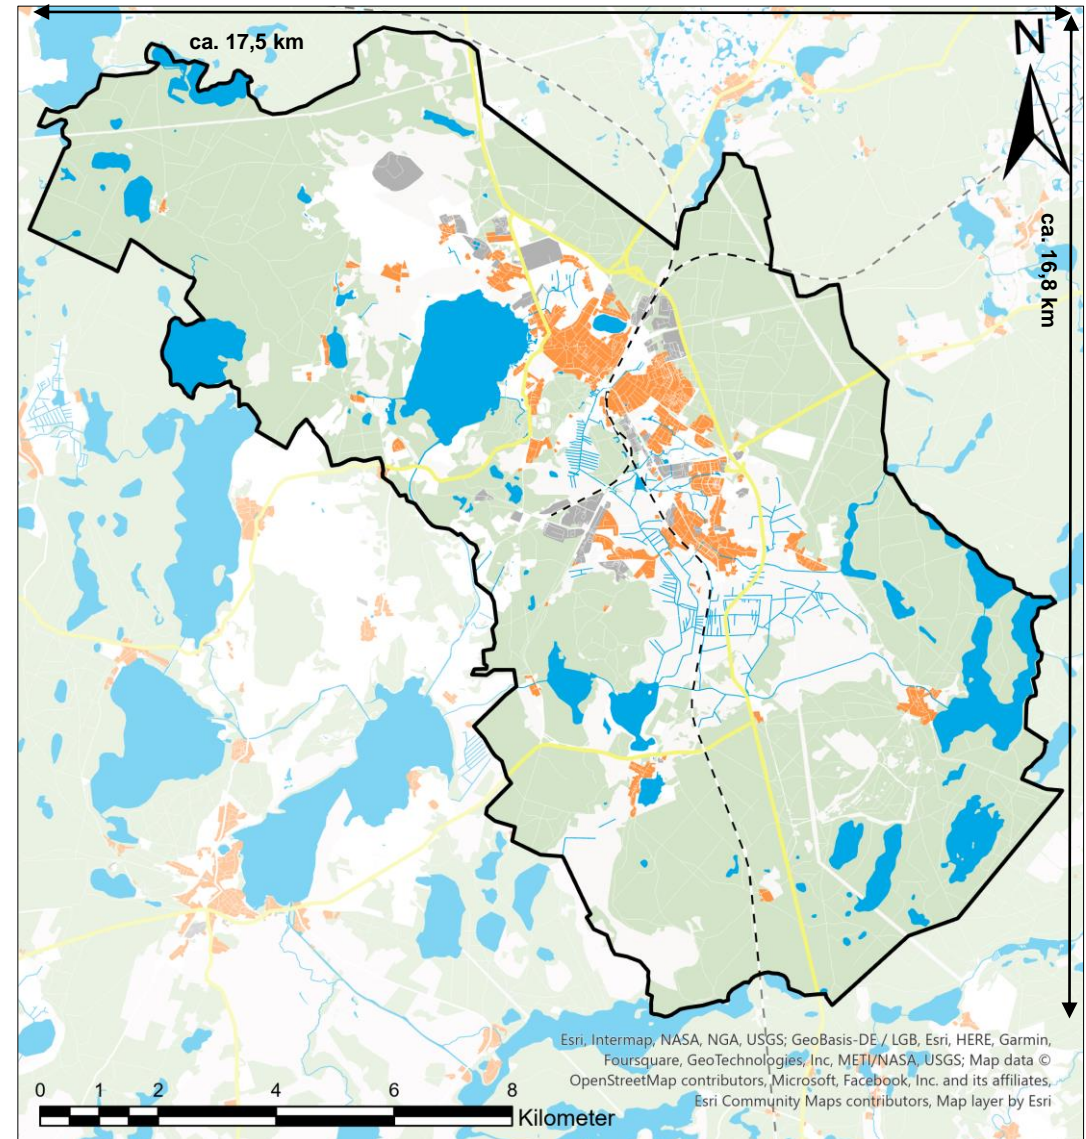 ca. 17,5 km
N
ca. 16,8 km
Esri, Intermap, NASA, NGA, USGS; GeoBasis-DE / LGB, Esri, HERE, Garmin,
Foursquare, GeoTechnologies, Inc, METI/NASA, USGS; Map data ©
OpenStreetMap contributors, Microsoft, Facebook, Inc. and its affiliates,
Esri Community Maps contributors, Map layer by Esri
0 1 2 4 6 8
Kilometer